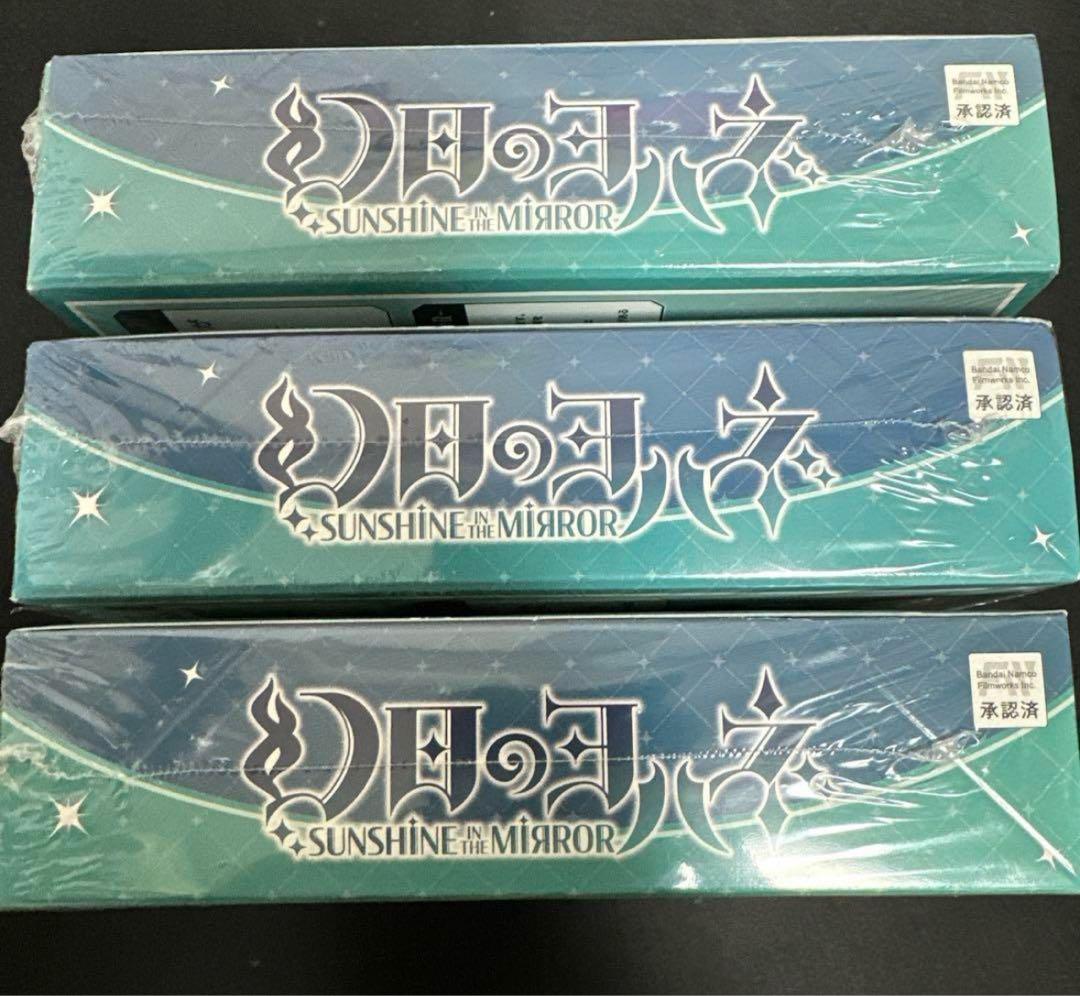 幻日のヨハネ
SUNSHINE IN THE MIRROR
Bandai Namco
Filmworks Inc.
承認済
幻日のヨハネ
SUNSHINE IN THE MIRROR
Bandai Namco
Filmworks Inc.
承認済
幻日のヨハネ
SUNSHINE IN THE MIRROR
Bandai Namco
Filmworks Inc.
承認済